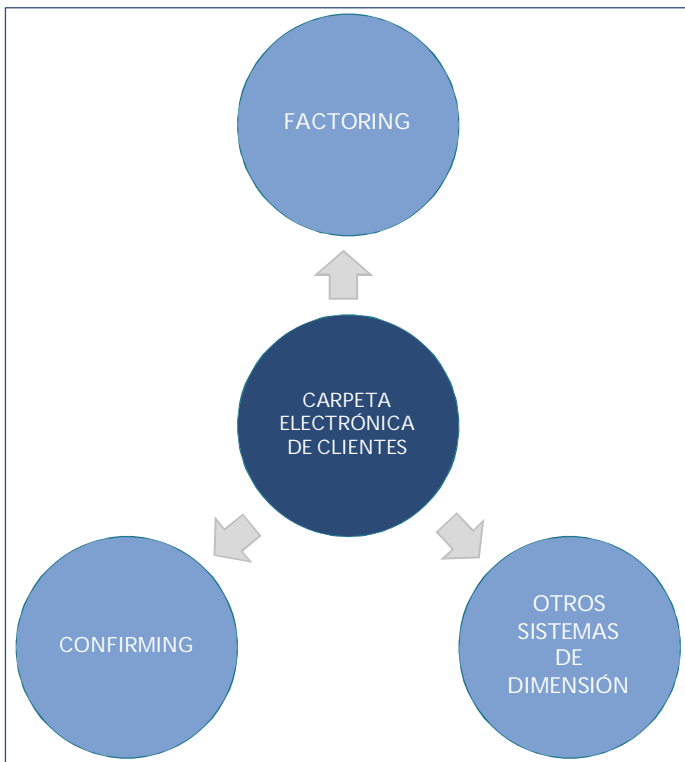 FACTORING
CARPETA
ELECTRÓNICA
DE CLIENTES
CONFIRMING
OTROS
SISTEMAS
DE
DIMENSIÓN